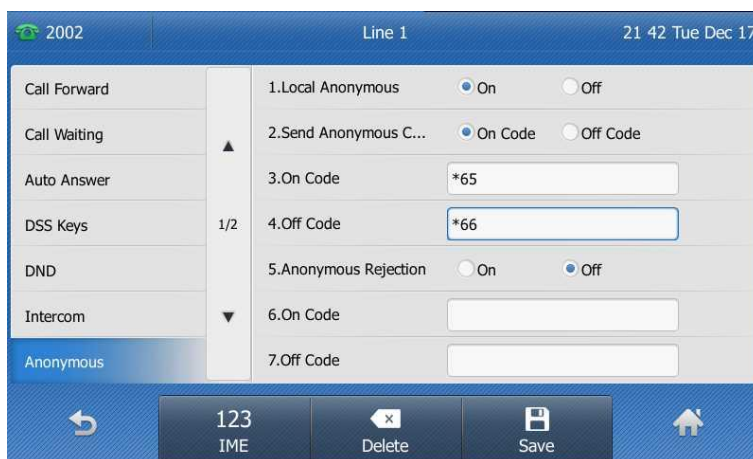 2002 Line 1 21 42 Tue Dec 17
Call Forward
Call Waiting
Auto Answer
DSS Keys
DND
Intercom
Anonymous
1/2
1.Local Anonymous On Off
2.Send Anonymous C... On Code Off Code
3.On Code *65
4.Off Code *66
5.Anonymous Rejection On Off
6.On Code
7.Off Code
123
IME
Delete
Save